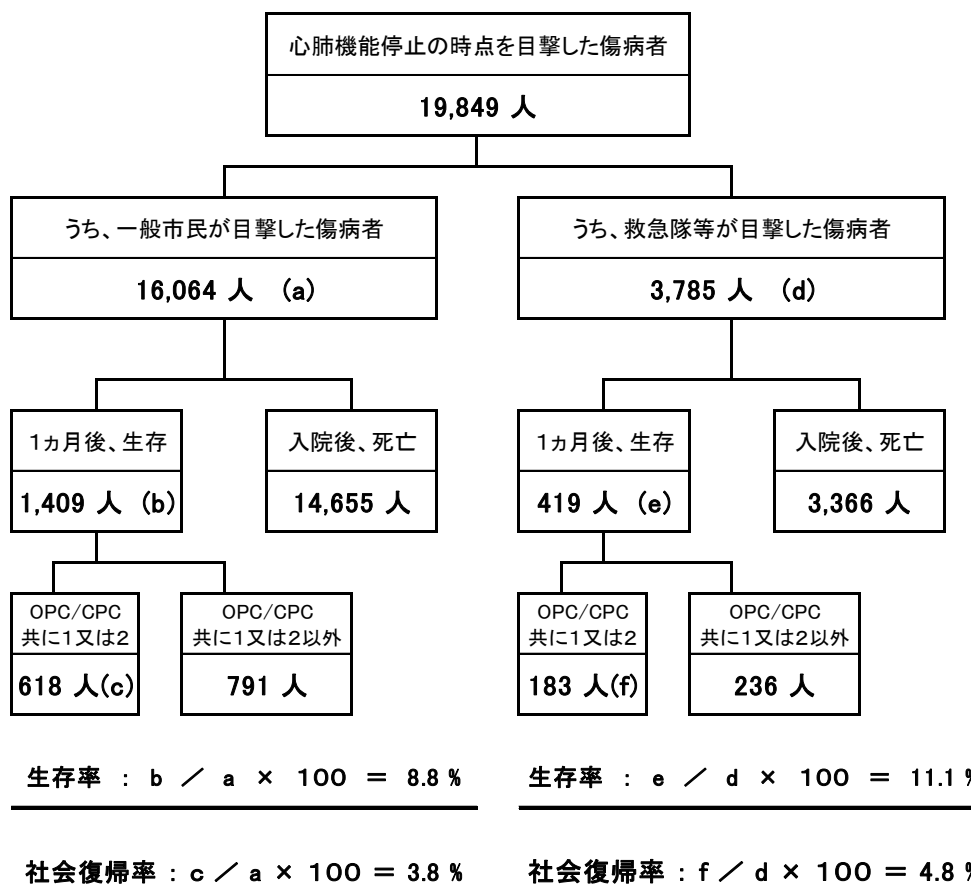 心肺機能停止の時点を目撃した傷病者
19,849 人
うち、一般市民が目撃した傷病者
16,064 人 (a)
うち、救急隊等が目撃した傷病者
3,785 人 (d)
1ヵ月後、生存
1,409 人 (b)
入院後、死亡
14,655 人
1ヵ月後、生存
419 人 (e)
入院後、死亡
3,366 人
OPC/CPC
共に1又は2
618 人(c)
OPC/CPC
共に1又は2以外
791 人
OPC/CPC
共に1又は2
183 人(f)
OPC/CPC
共に1又は2以外
236 人
生存率 : b / a × 100 = 8.8 %
生存率 : e / d × 100 = 11.1 %
社会復帰率 : c / a × 100 = 3.8 %
社会復帰率 : f / d × 100 = 4.8 %